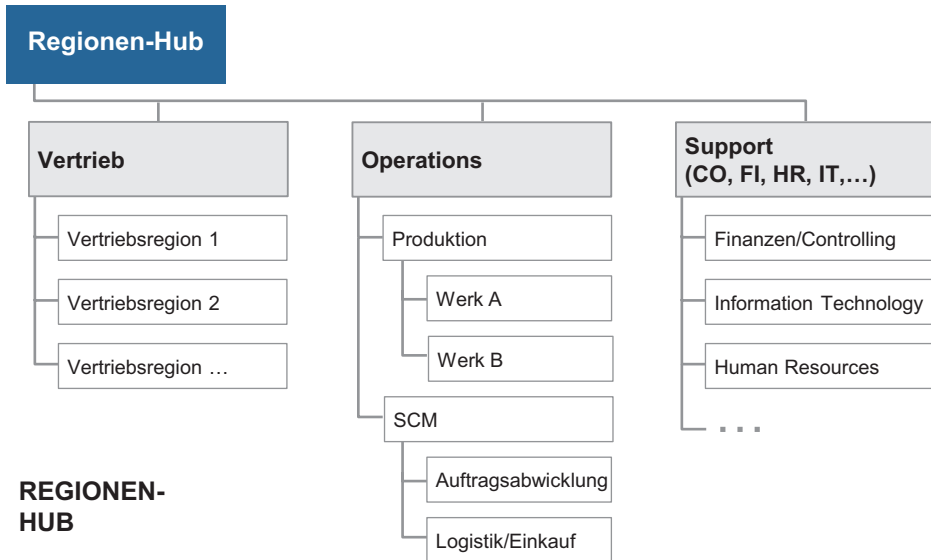 Regionen-Hub
Vertrieb
Vertriebsregion 1
Vertriebsregion 2
Vertriebsregion ...
Operations
Produktion
Werk A
Werk B
SCM
Auftragsabwicklung
Logistik/Einkauf
Support
(CO, FI, HR, IT,...)
Finanzen/Controlling
Information Technology
Human Resources
...
REGIONEN-
HUB